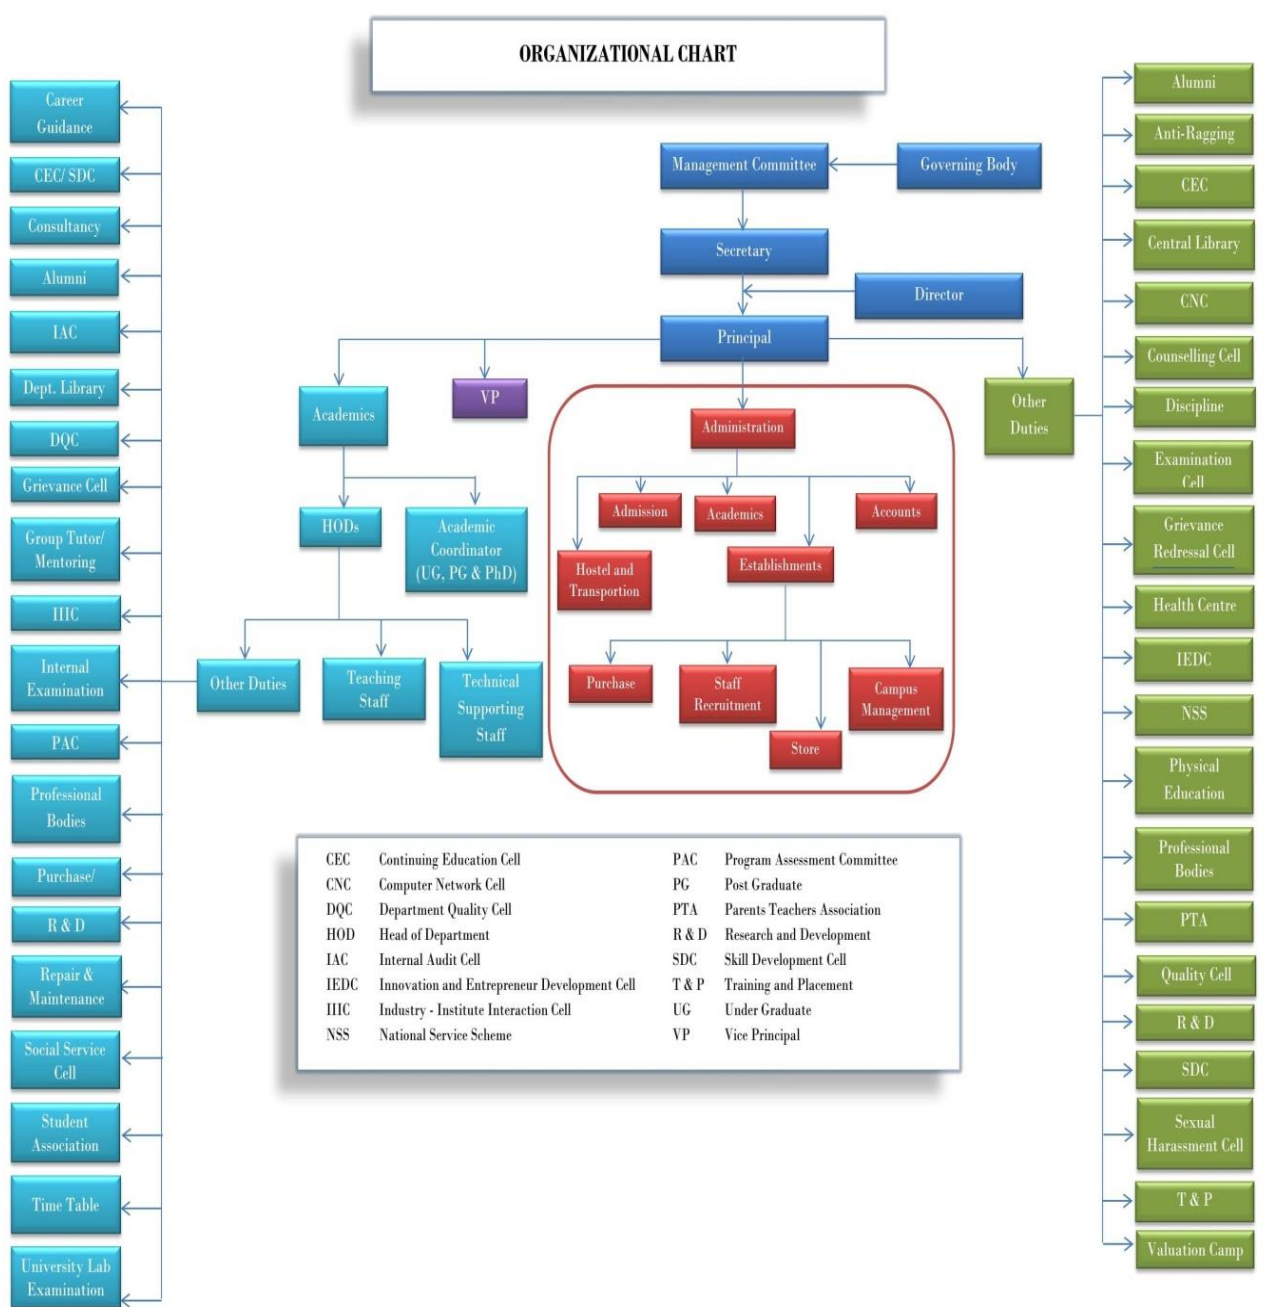 ORGANIZATIONAL CHART
Career
Guidance
CEC/ SDC
Consultancy
Alumni
IAC
Dept. Library
DQC
Grievance Cell
Group Tutor/
Mentoring
IIIC
Internal
Examination
PAC
Professional
Bodies
Purchase/
R & D
Repair &
Maintenance
Social Service
Cell
Student
Association
Time Table
University Lab
Examination
Management Committee
Governing Body
Secretary
Director
Principal
Academics
VP
HODs
Academic
Coordinator
(UG, PG & PhD)
Other Duties
Teaching
Staff
Technical
Supporting
Staff
Administration
Admission
Academics
Accounts
Hostel and
Transportion
Establishments
Purchase
Staff
Recruitment
Store
Campus
Management
Other
Duties
Alumni
Anti-Ragging
CEC
Central Library
CNC
Counselling Cell
Discipline
Examination
Cell
Grievance
Redressal Cell
Health Centre
IEDC
NSS
Physical
Education
Professional
Bodies
PTA
Quality Cell
R & D
SDC
Sexual
Harassment Cell
T & P
Valuation Camp
CEC Continuing Education Cell
CNC Computer Network Cell
DQC Department Quality Cell
HOD Head of Department
IAC Internal Audit Cell
IEDC Innovation and Entrepreneur Development Cell
IIIC Industry - Institute Interaction Cell
NSS National Service Scheme
PAC Program Assessment Committee
PG Post Graduate
PTA Parents Teachers Association
R & D Research and Development
SDC Skill Development Cell
T & P Training and Placement
UG Under Graduate
VP Vice Principal